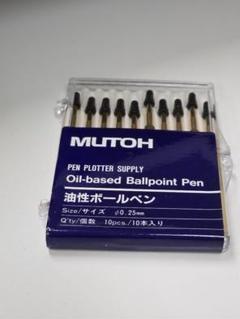 MUTOH
PEN PLOTTER SUPPLY
Oil-based Ballpoint Pen
油性ボールペン
Size/サイズ φ0.25mm
Q'ty/個数 10pcs./10本入り